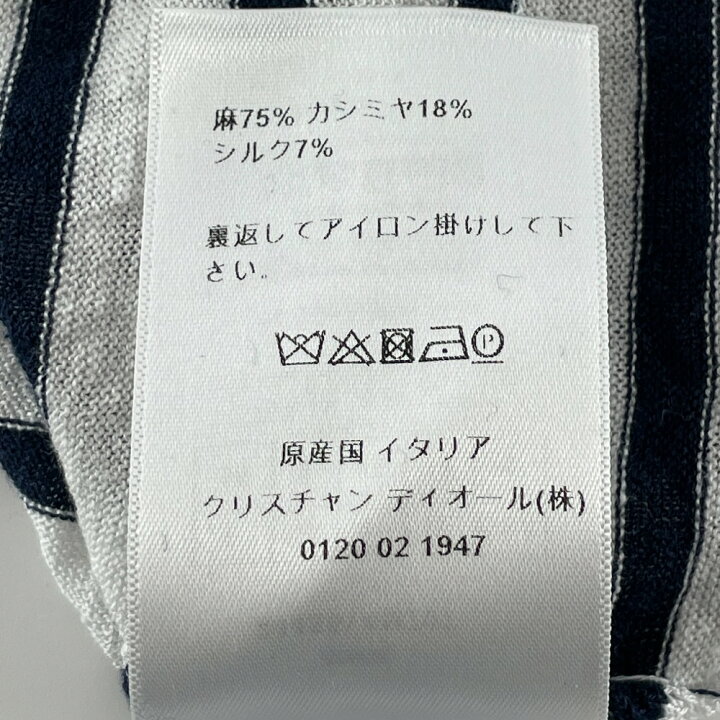 麻75% カシミヤ18%
シルク7%
裏返してアイロン掛けして下
さい。
P
原産国 イタリア
クリスチャン ディオール(株)
0120 02 1947